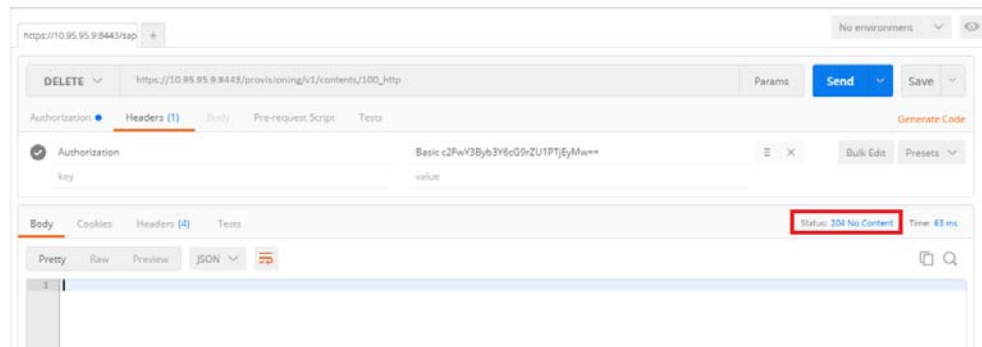 https://10.95.95.9:8443/sap +
No environment
DELETE https://10.95.95.9:8443/provisioning/v1/contents/100_http Params Send Save
Authorization Headers (1) Body Pre-request Script Tests Generate Code
Authorization Basic c2FwY3Byb3Y6cG9rZU1PTjEyMw== Bulk Edit Presets
key value
Body Cookies Headers (4) Tests Status: 204 No Content Time: 63 ms
Pretty Raw Preview JSON
1